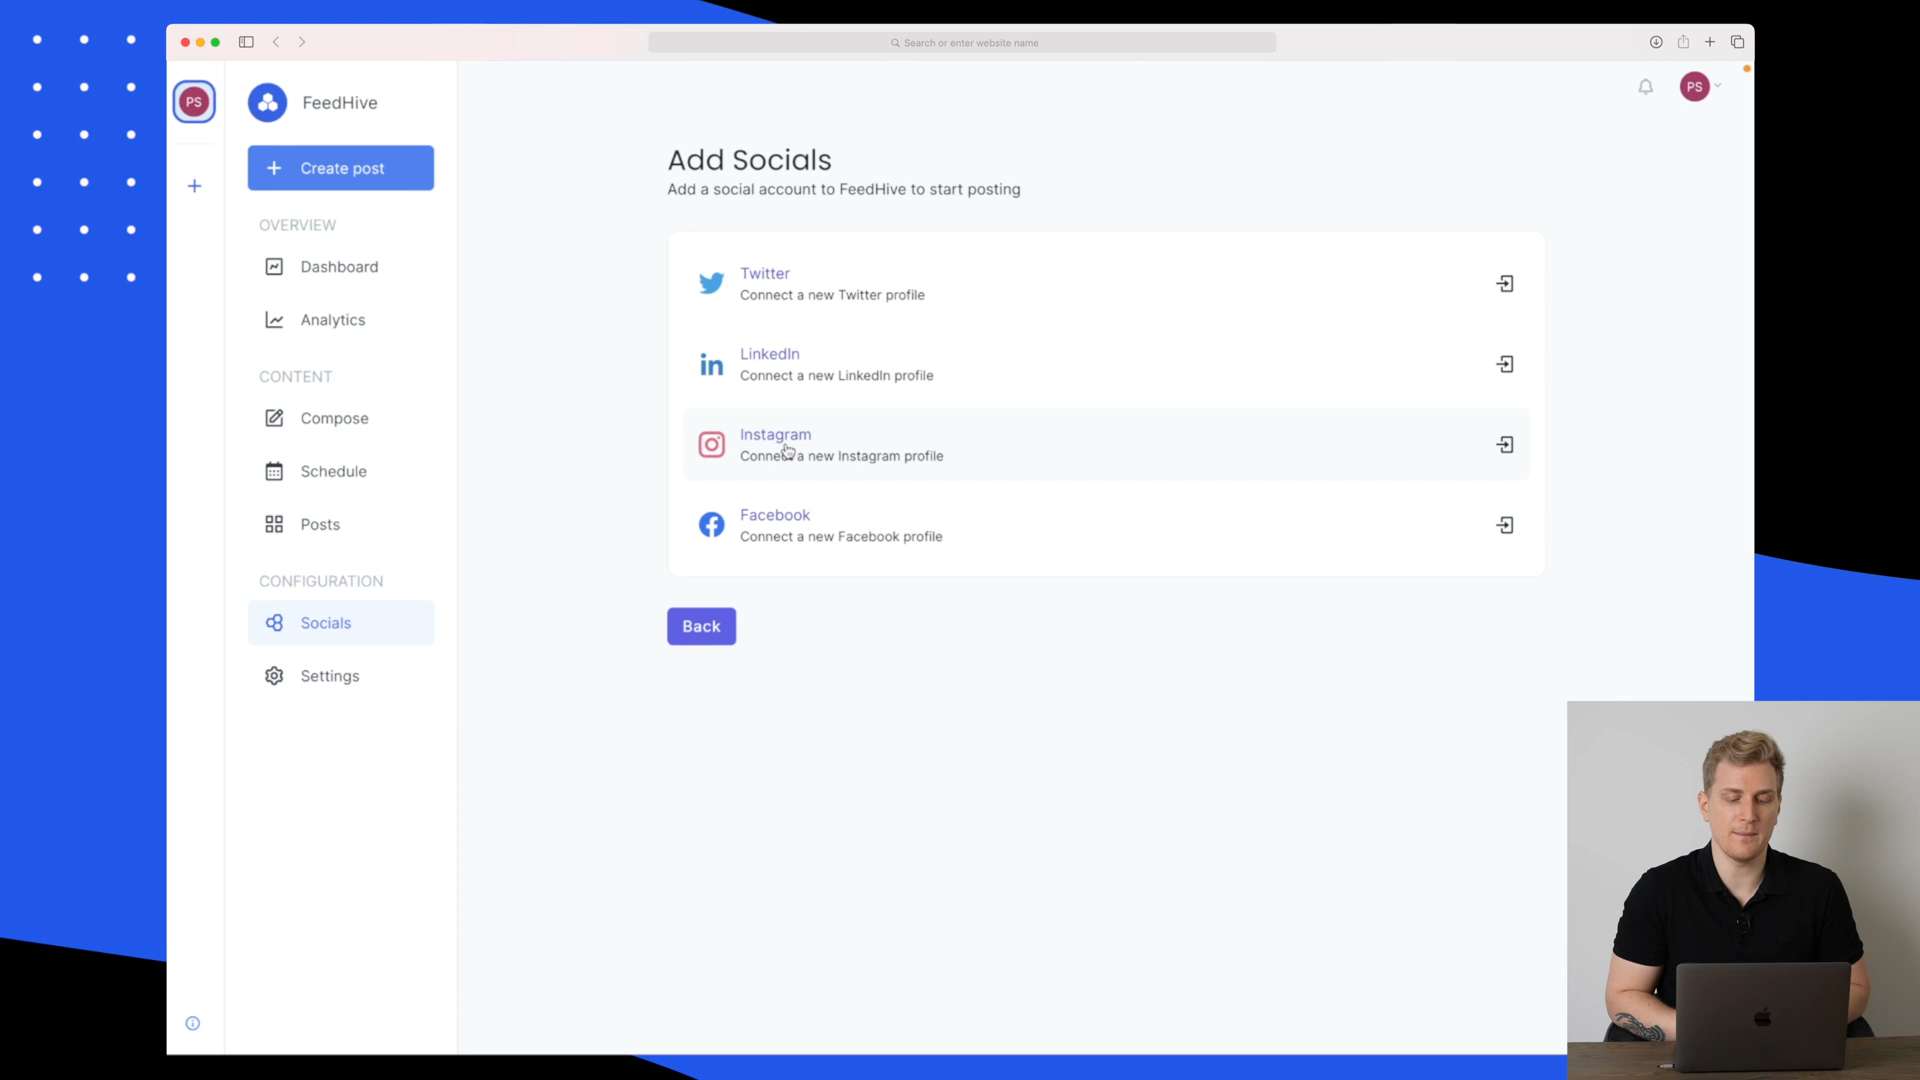 Search or enter website name
PS
FeedHive
PS
Create post
OVERVIEW
Dashboard
Analytics
CONTENT
Compose
Schedule
Posts
CONFIGURATION
Socials
Settings
Add Socials
Add a social account to FeedHive to start posting
Twitter
Connect a new Twitter profile
LinkedIn
Connect a new LinkedIn profile
Instagram
Connect a new Instagram profile
Facebook
Connect a new Facebook profile
Back